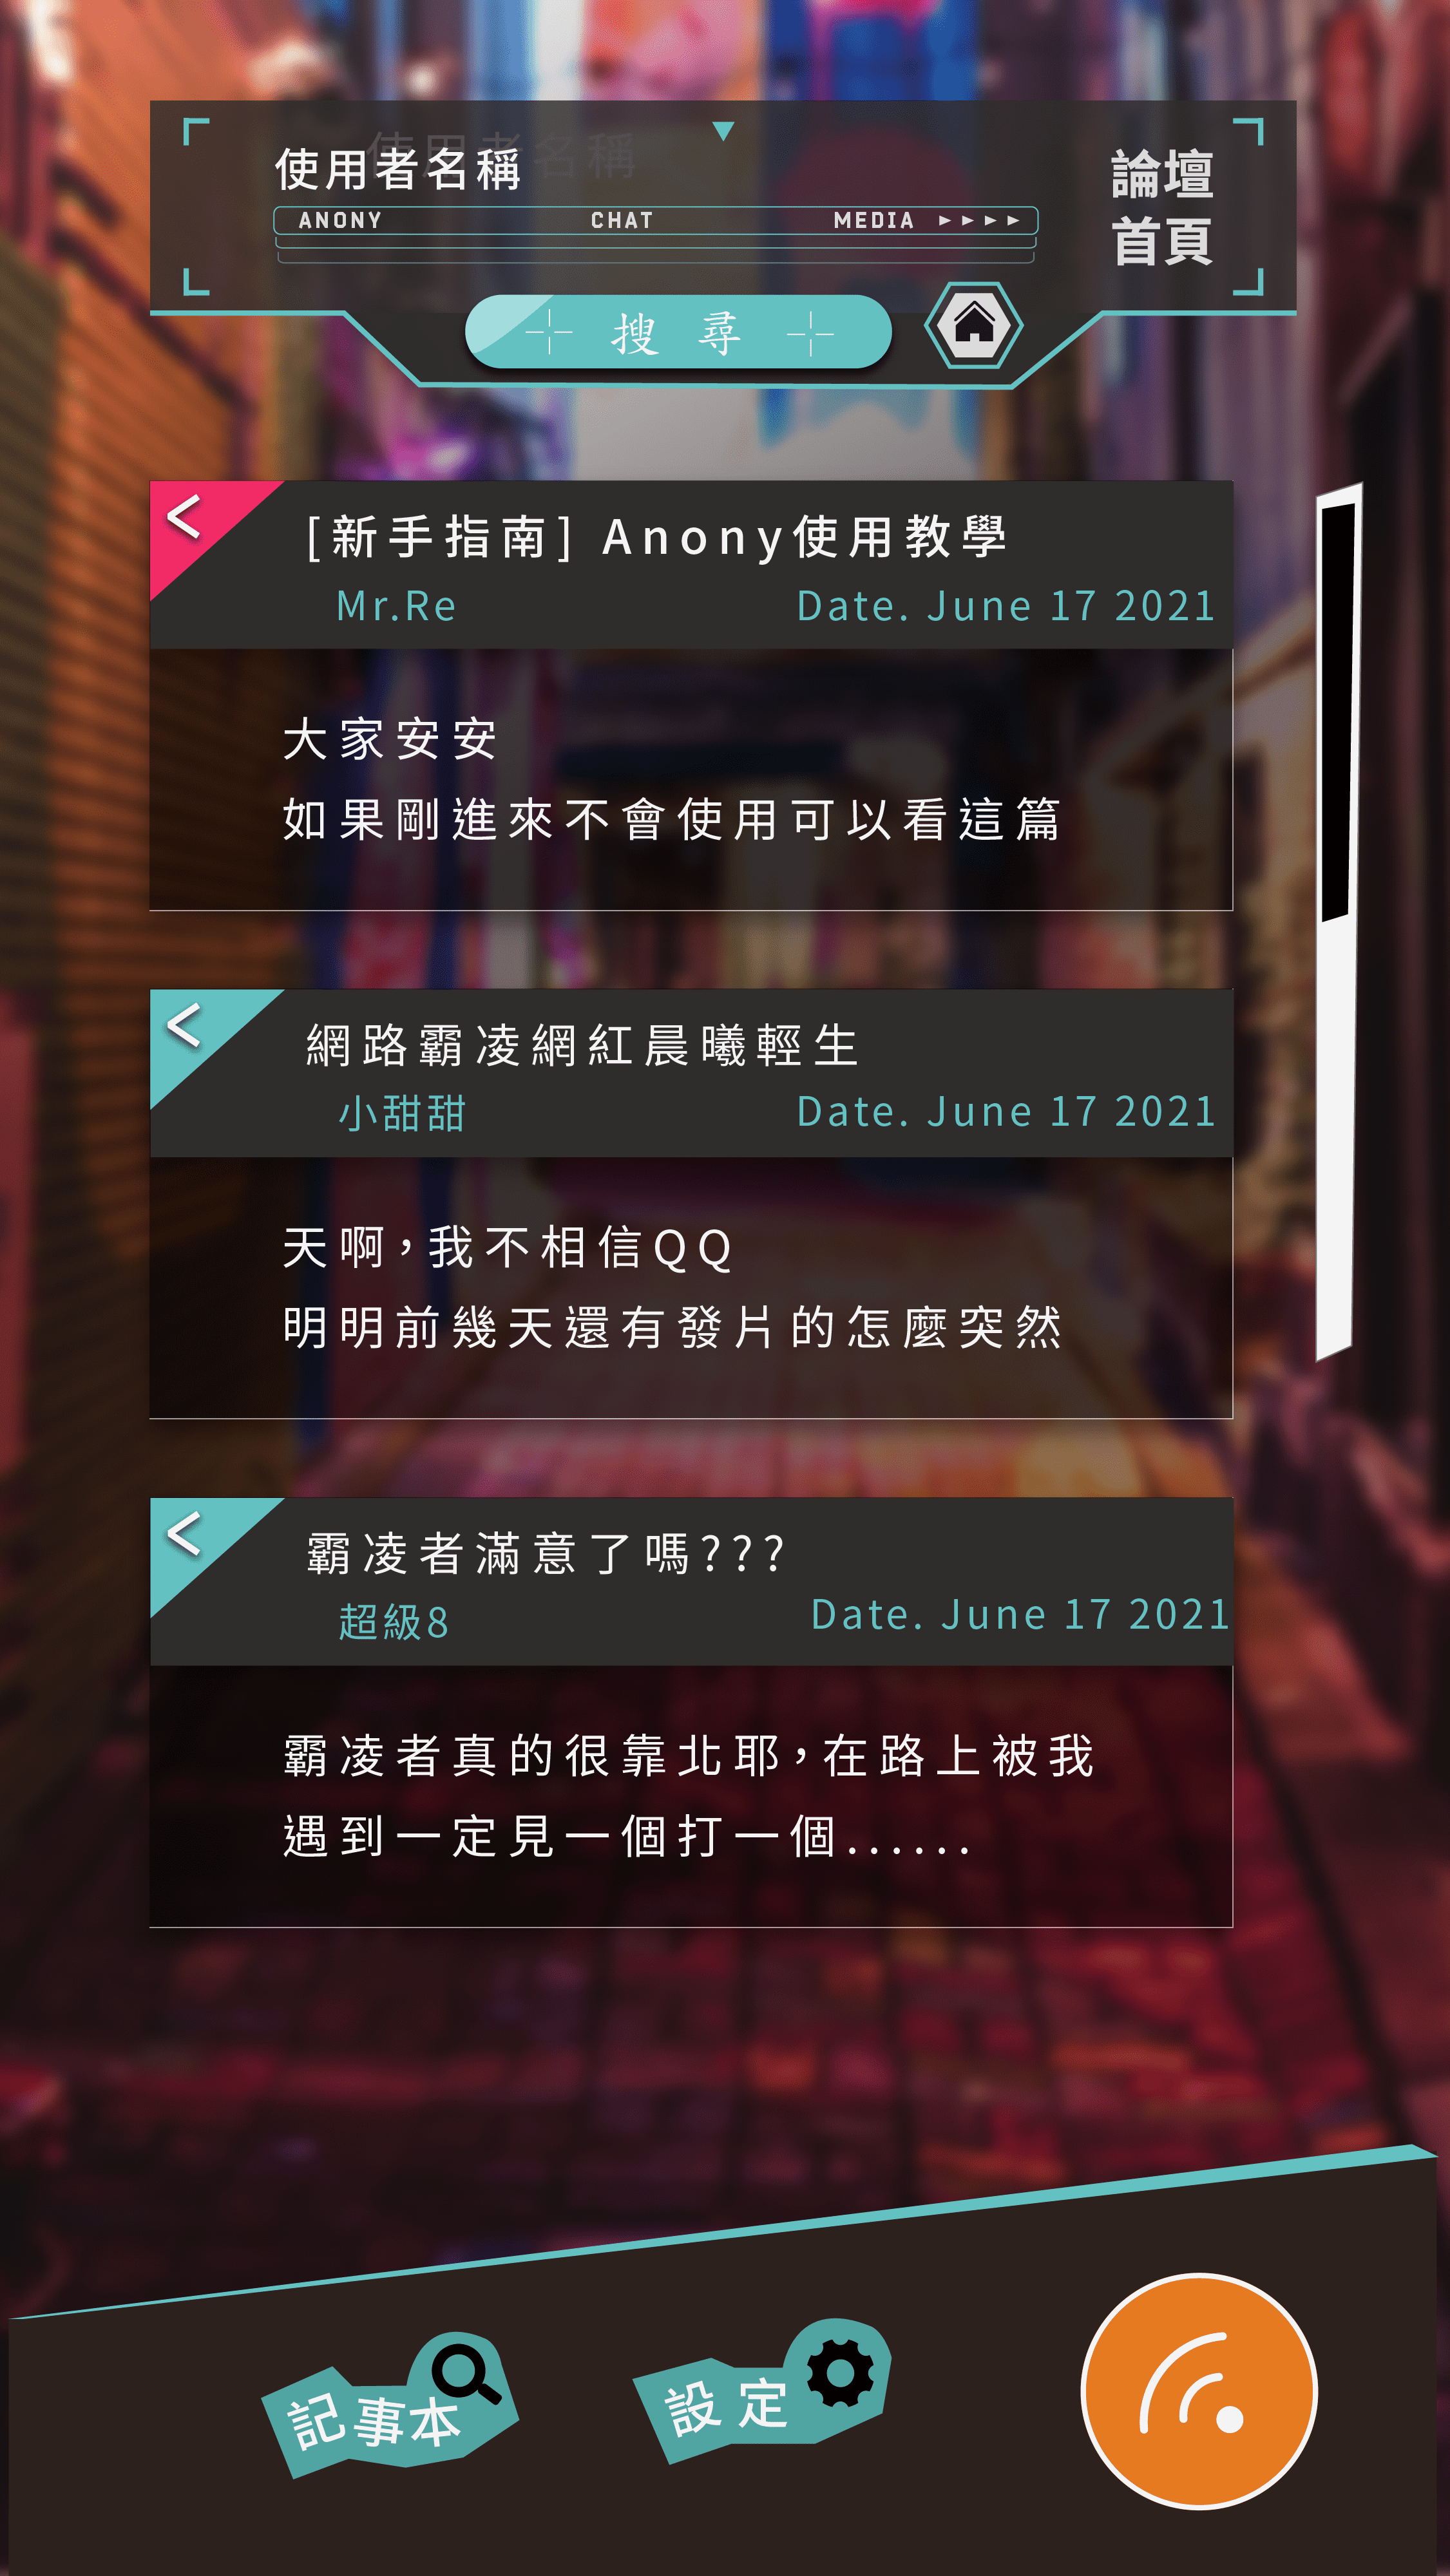 使用者名稱
ANONY CHAT MEDIA
論壇
首頁
搜尋
[新手指南] Anony使用教學
Mr.Re Date. June 17 2021
大家安安
如果剛進來不會使用可以看這篇
網路霸凌網紅晨曦輕生
小甜甜 Date. June 17 2021
天啊，我不相信QQ
明明前幾天還有發片的怎麼突然
霸凌者滿意了嗎???
超級8 Date. June 17 2021
霸凌者真的很靠北耶，在路上被我
遇到一定見一個打一個......
記事本
設定